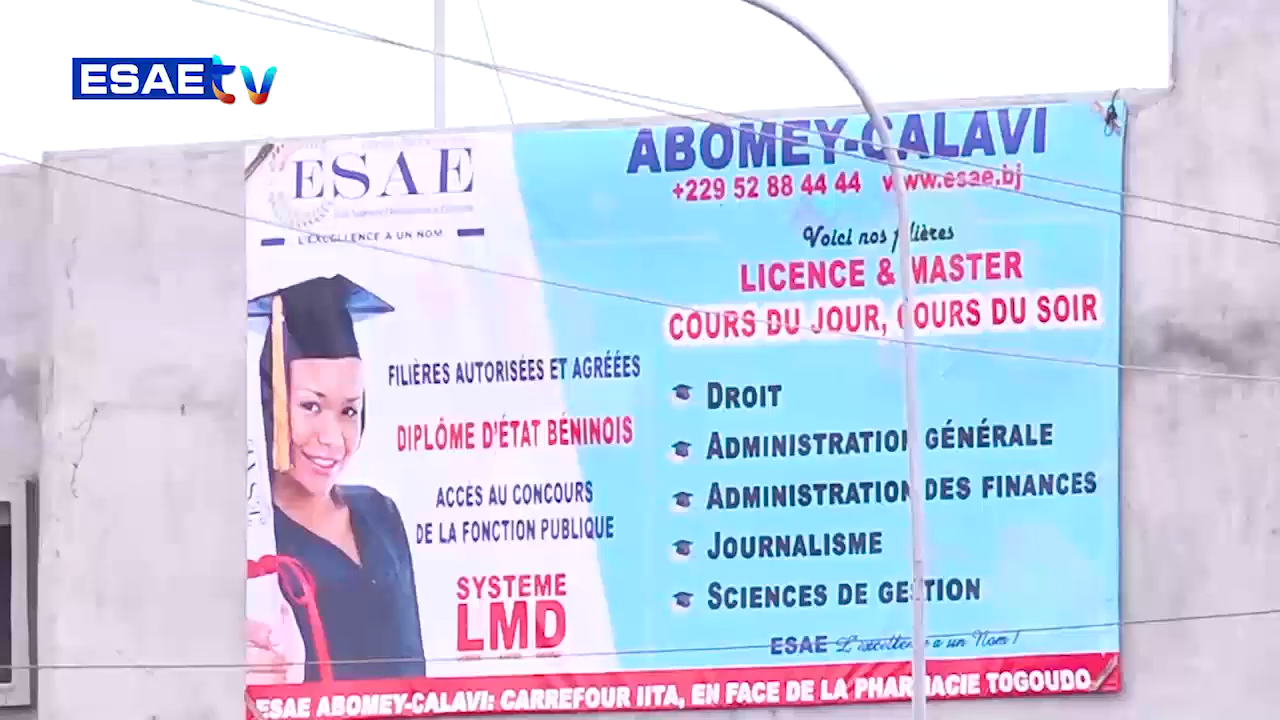 ESAE tv
ESAE
L'EXCELLENCE A UN NOM
FILIÈRES AUTORISÉES ET AGRÉÉES
DIPLÔME D'ÉTAT BÉNINOIS
ACCÈS AU CONCOURS
DE LA FONCTION PUBLIQUE
SYSTEME
LMD
ABOMEY-CALAVI
+229 52 88 44 44 www.esae.bj
Voici nos filières
LICENCE & MASTER
COURS DU JOUR, COURS DU SOIR
DROIT
ADMINISTRATION GÉNÉRALE
ADMINISTRATION DES FINANCES
JOURNALISME
SCIENCES DE GESTION
ESAE L'excellence a un Nom !
ESAE ABOMEY-CALAVI: CARREFOUR IITA, EN FACE DE LA PHARMACIE TOGOUDO